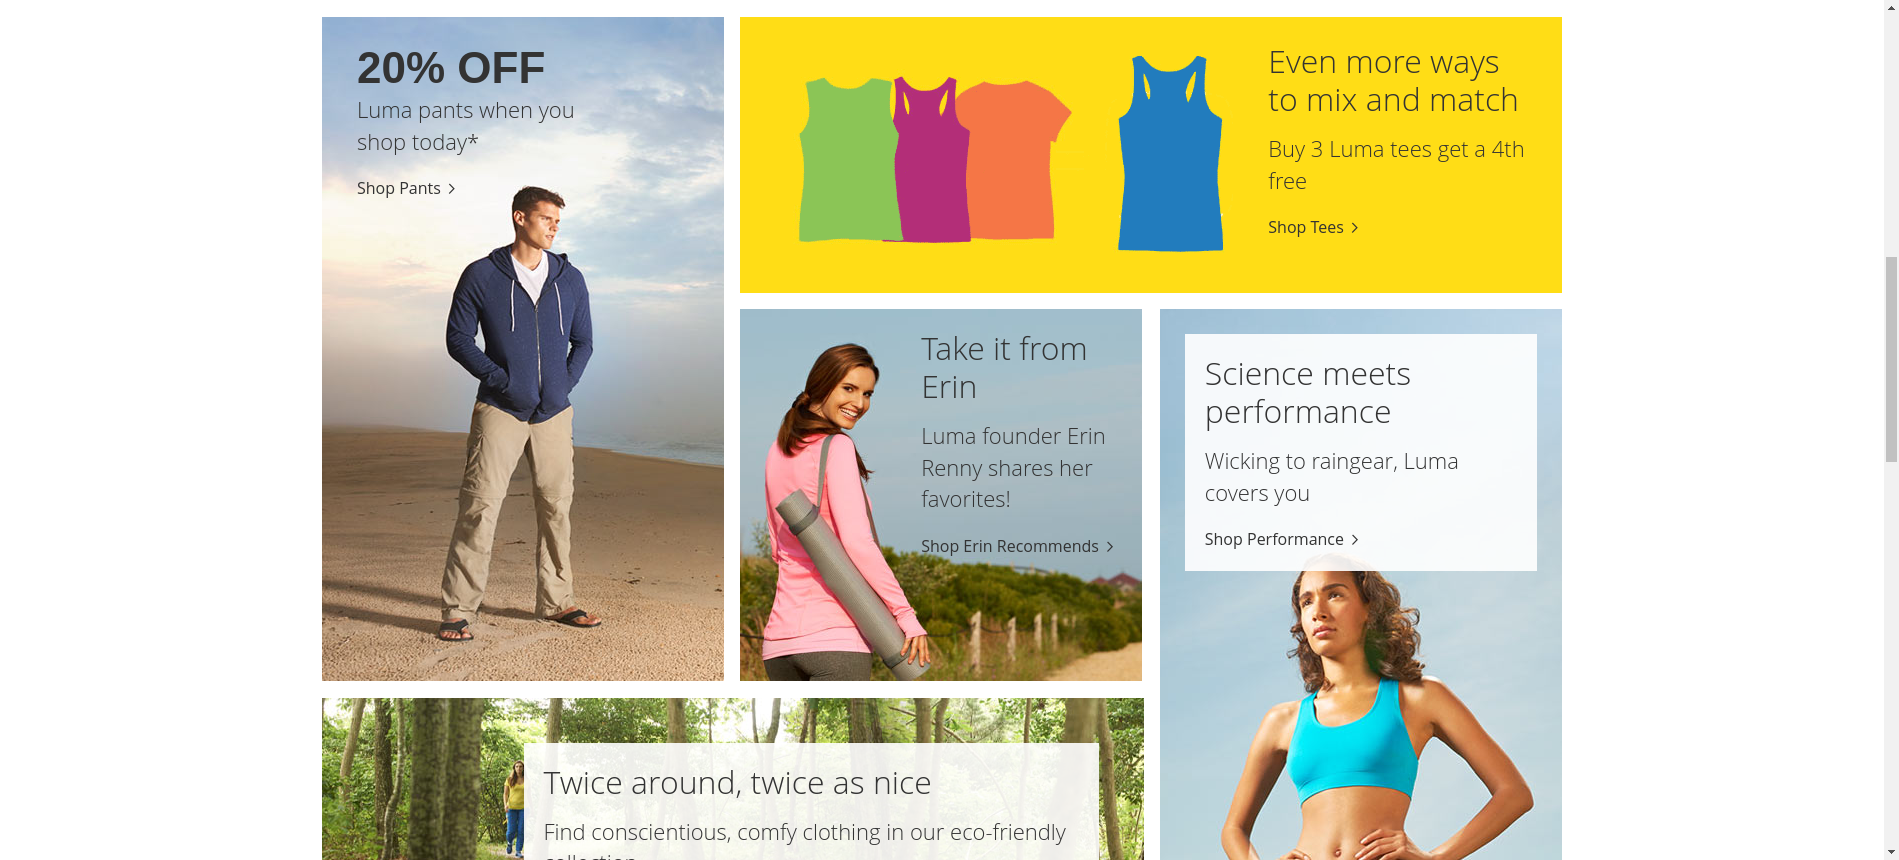 20% OFF
Luma pants when you
shop today*
Shop Pants
Even more ways
to mix and match
Buy 3 Luma tees get a 4th
free
Shop Tees
Take it from
Erin
Luma founder Erin
Renny shares her
favorites!
Shop Erin Recommends
Science meets
performance
Wicking to raingear, Luma
covers you
Shop Performance
Twice around, twice as nice
Find conscientious, comfy clothing in our eco-friendly